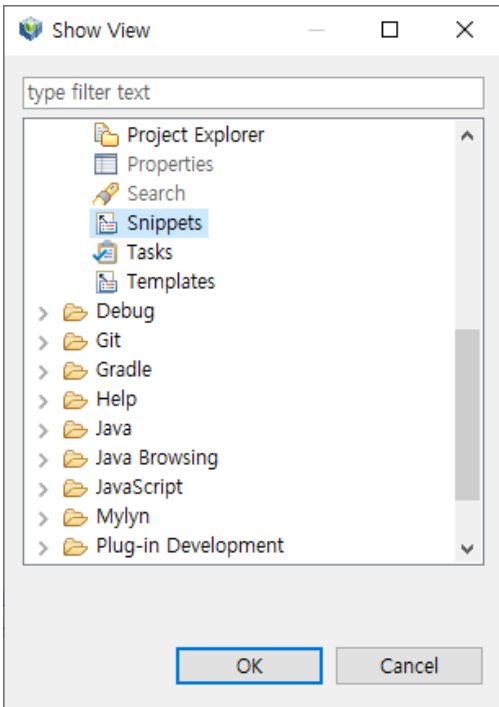 Show View
type filter text
Project Explorer
Properties
Search
Snippets
Tasks
Templates
Debug
Git
Gradle
Help
Java
Java Browsing
JavaScript
Mylyn
Plug-in Development
OK
Cancel